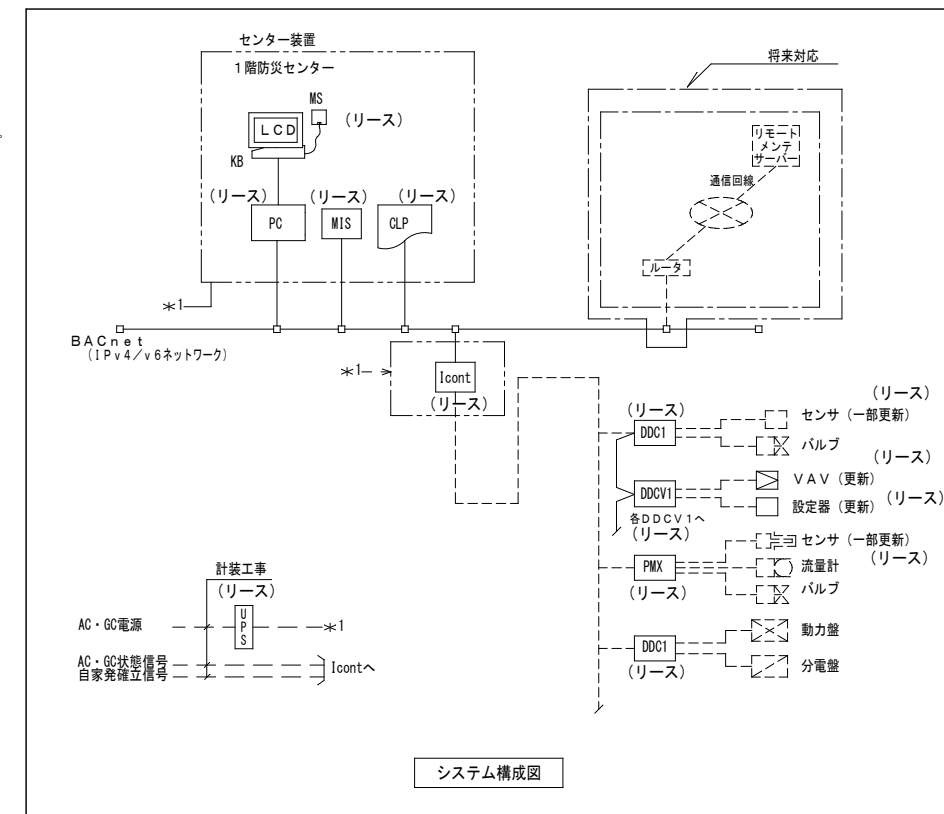 センター装置
1階防災センター
MS
(リース)
LCD
KB
(リース)
(リース)
(リース)
PC
MIS
CLP
*1
将来対応
リモート
メンテ
サーバー
通信回線
ルータ
BACnet
(IPv4/v6ネットワーク)
*1
Icont
(リース)
(リース)
(リース)
DDC1
センサ(一部更新)
バルブ
(リース)
DDCV1
VAV(更新)
設定器(更新)
(リース)
各DDCV1へ
(リース)
PMX
(リース)
センサ(一部更新)
(リース)
流量計
バルブ
DDC1
(リース)
動力盤
分電盤
計装工事
(リース)
AC・GC電源
UPS
*1
AC・GC状態信号
自家発確立信号
Icontへ
システム構成図